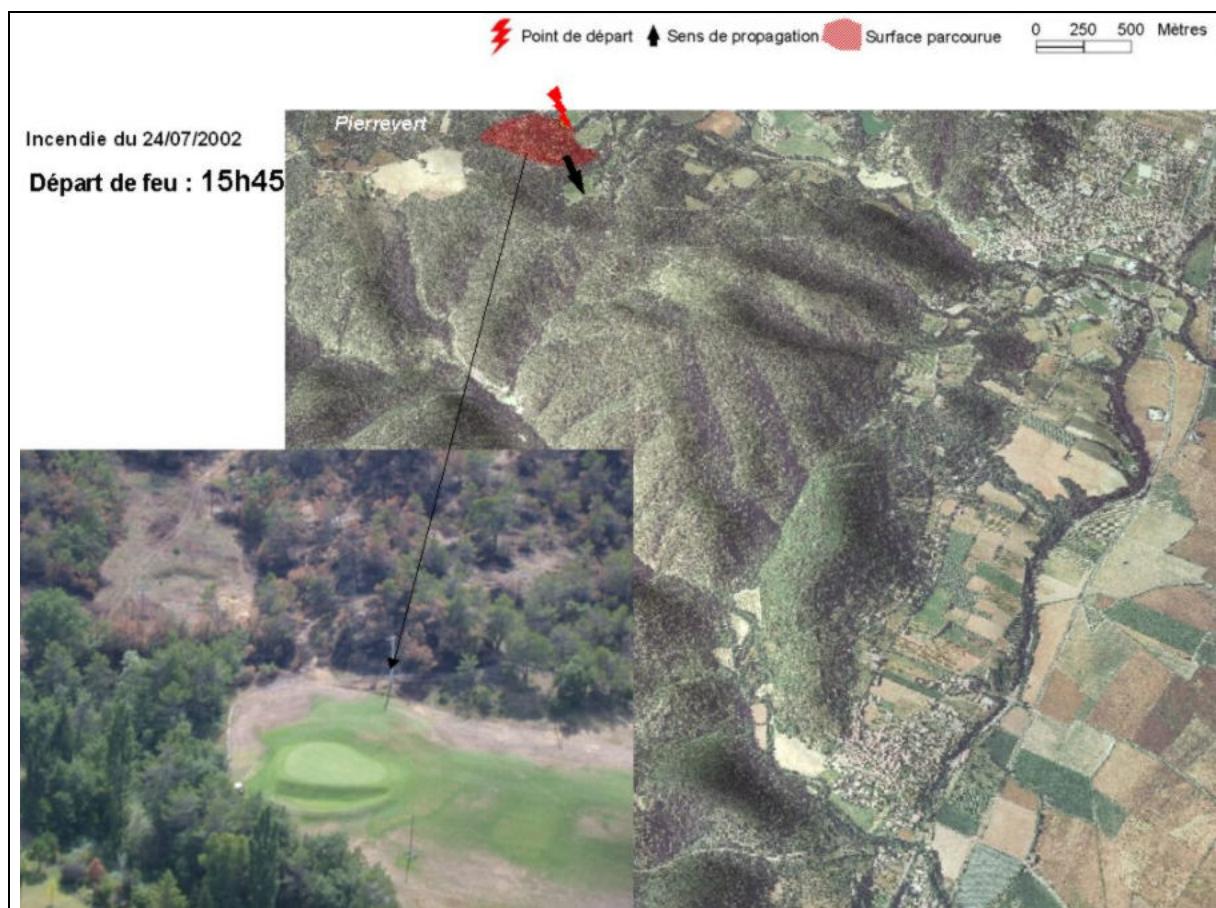 Point de départ Sens de propagation Surface parcourue 0 250 500 Mètres
Pierrevert
Incendie du 24/07/2002
Départ de feu : 15h45